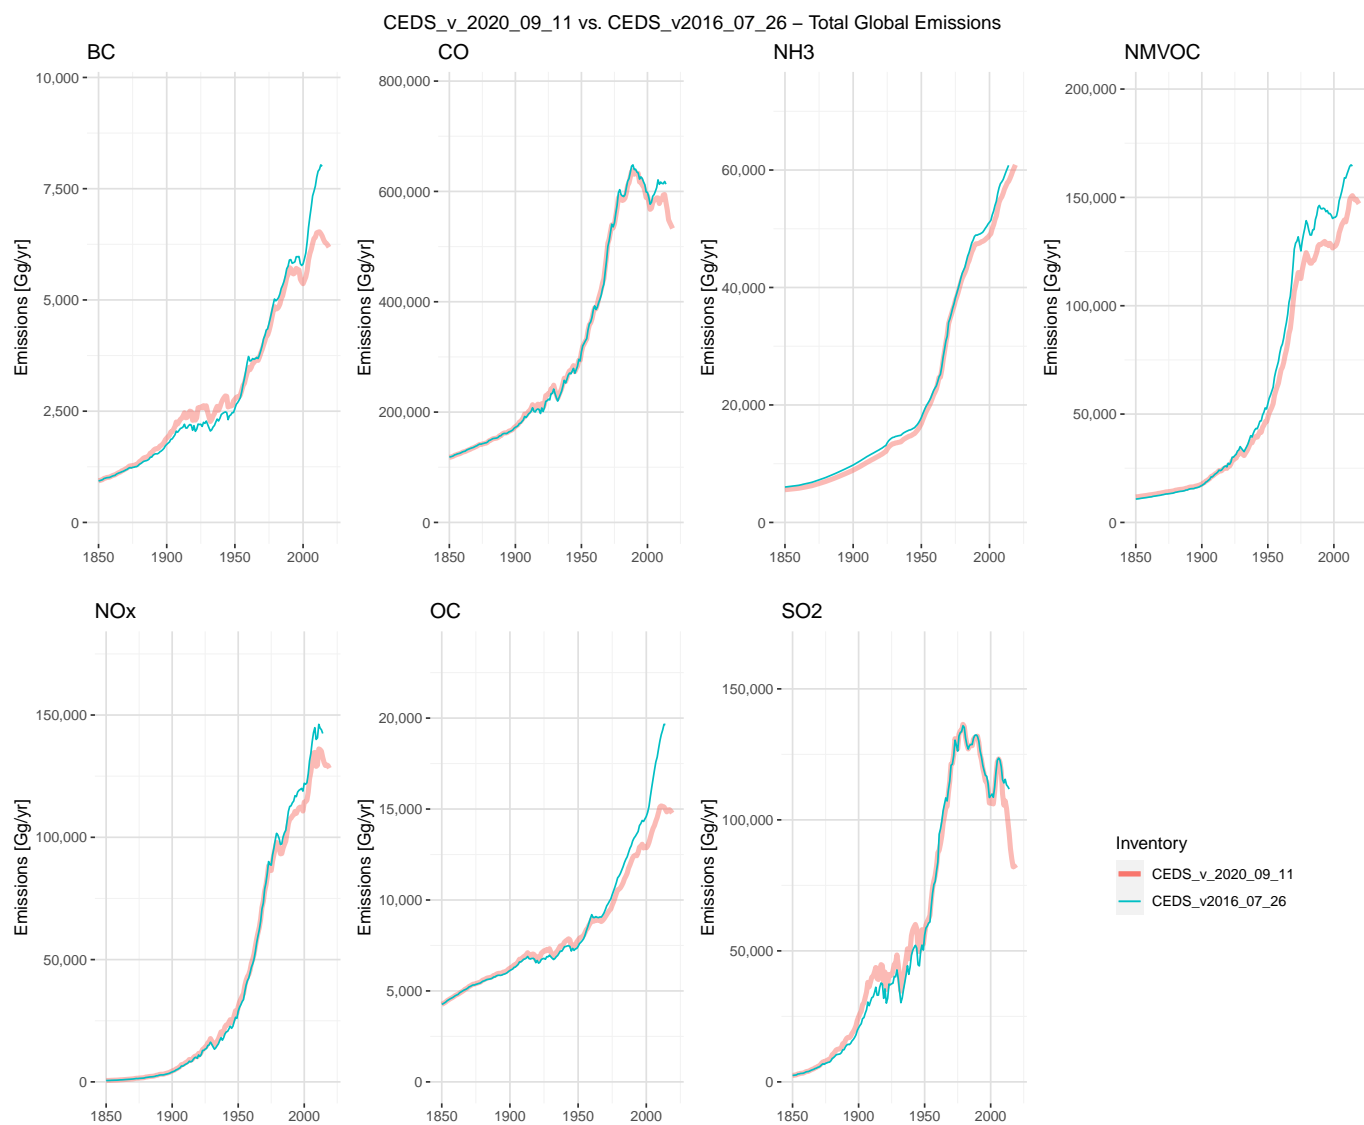 CEDS_v_2020_09_11 vs. CEDS_v2016_07_26 – Total Global Emissions
BC
Emissions [Gg/yr]
10,000
7,500
5,000
2,500
0
1850 1900 1950 2000
CO
Emissions [Gg/yr]
800,000
600,000
400,000
200,000
0
1850 1900 1950 2000
NH3
Emissions [Gg/yr]
60,000
40,000
20,000
0
1850 1900 1950 2000
NMVOC
Emissions [Gg/yr]
200,000
150,000
100,000
50,000
0
1850 1900 1950 2000
NOx
Emissions [Gg/yr]
150,000
100,000
50,000
0
1850 1900 1950 2000
OC
Emissions [Gg/yr]
20,000
15,000
10,000
5,000
0
1850 1900 1950 2000
SO2
Emissions [Gg/yr]
150,000
100,000
50,000
0
1850 1900 1950 2000
Inventory
CEDS_v_2020_09_11
CEDS_v2016_07_26